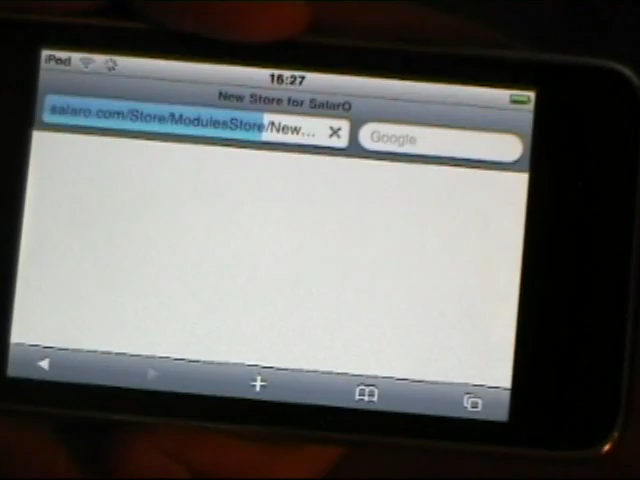 iPod
16:27
New Store for SalarO
salaro.com/Store/ModulesStore/New...
Google